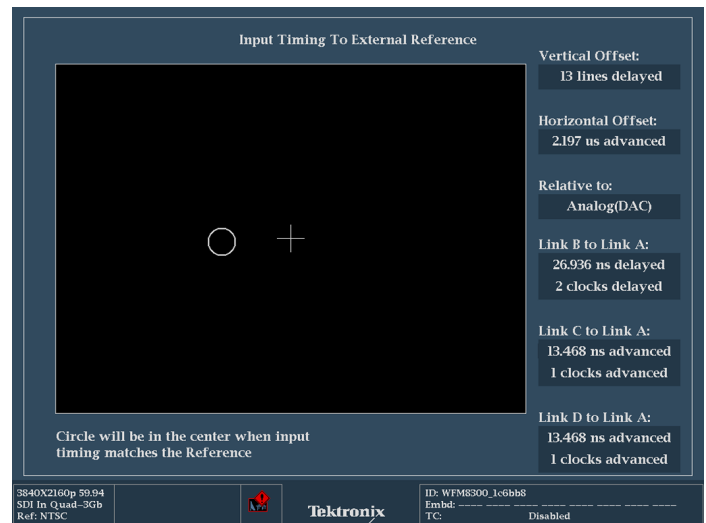 Input Timing To External Reference
Vertical Offset:
13 lines delayed
Horizontal Offset:
2.197 us advanced
Relative to:
Analog(DAC)
Link B to Link A:
26.936 ns delayed
2 clocks delayed
Link C to Link A:
13.468 ns advanced
1 clocks advanced
Link D to Link A:
13.468 ns advanced
1 clocks advanced
Circle will be in the center when input
timing matches the Reference
3840X2160p 59.94
SDI In Quad-3Gb
Ref: NTSC
Tektronix
ID: WFM8300_1c6bb8
Embd: ---- ---- ---- ---- ---- ---- ---- ----
TC: Disabled